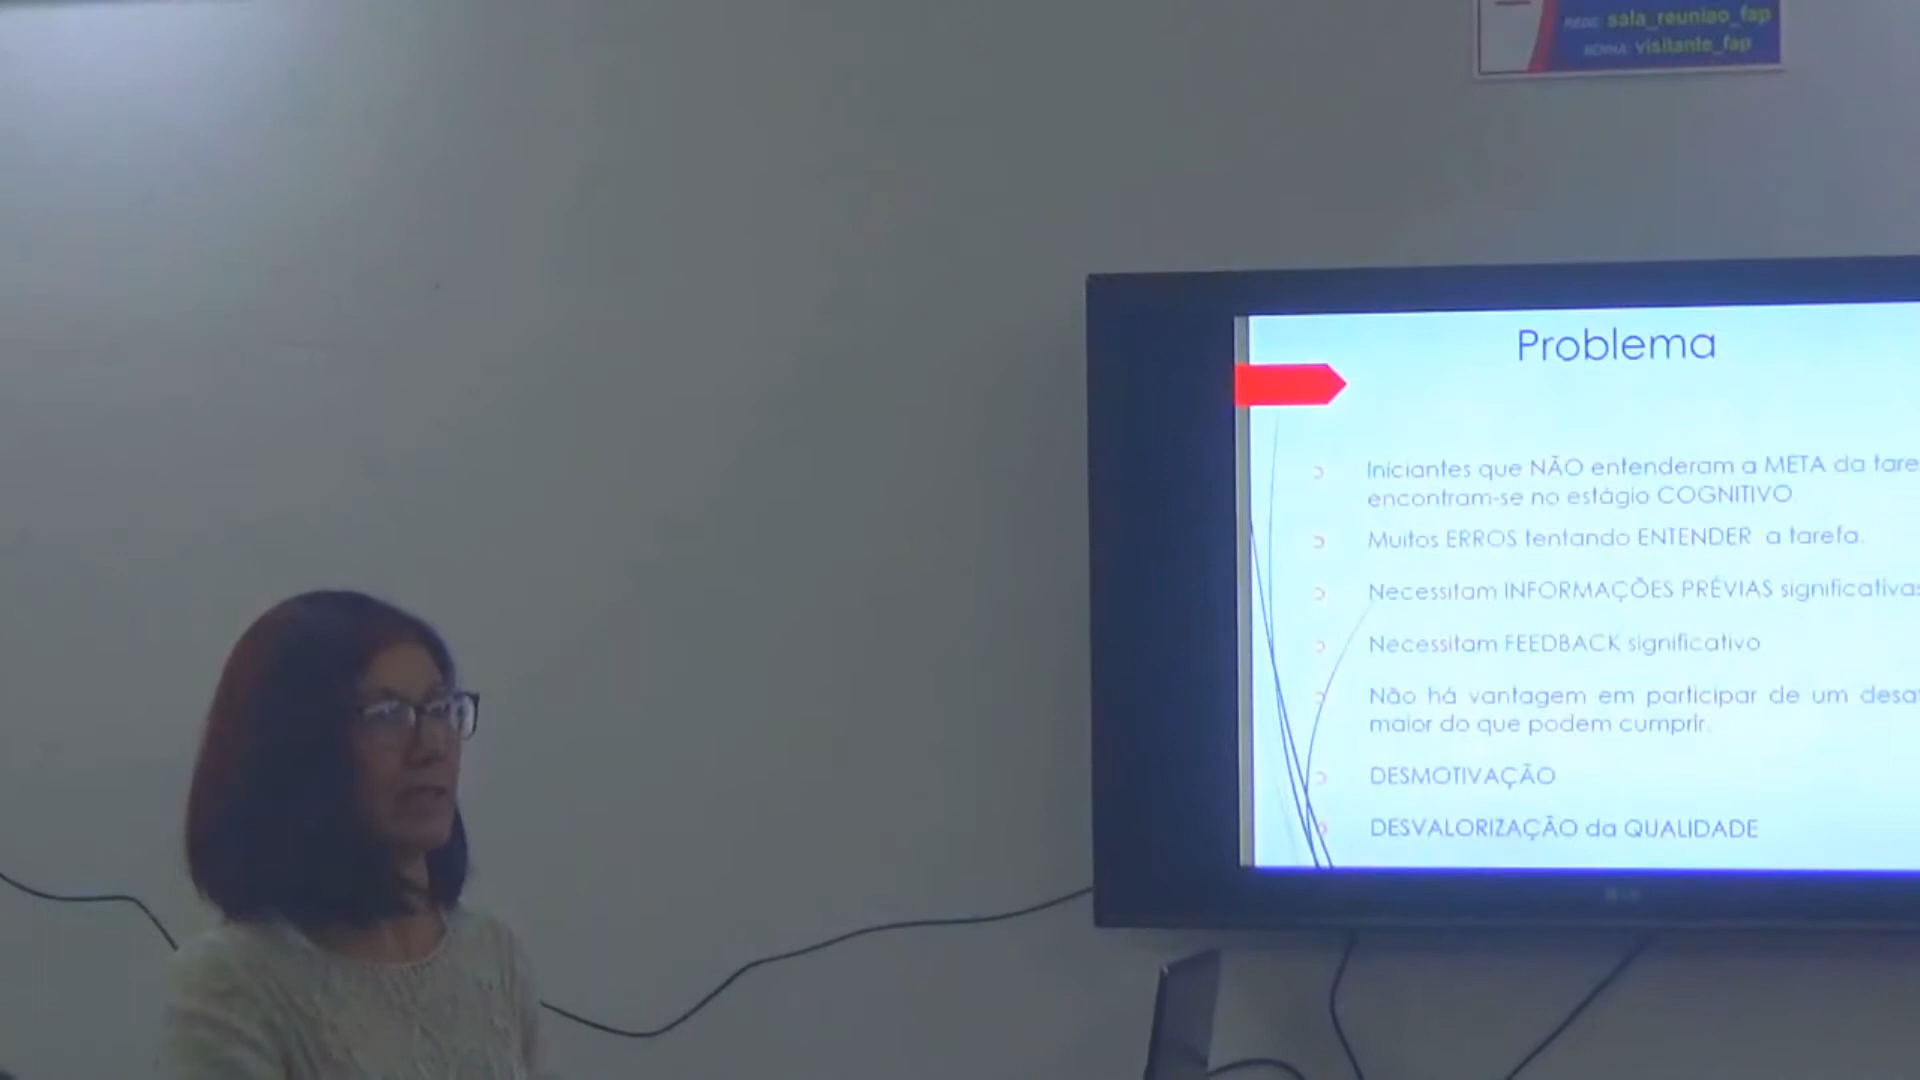 REDE: sala_reuniao_fap
SENHA: visitante_fap
Problema
Iniciantes que NÃO entenderam a META da tare
encontram-se no estágio COGNITIVO
Muitos ERROS tentando ENTENDER a tarefa.
Necessitam INFORMAÇÕES PRÉVIAS significativas
Necessitam FEEDBACK significativo
Não há vantagem em participar de um desaf
maior do que podem cumprir.
DESMOTIVAÇÃO
DESVALORIZAÇÃO da QUALIDADE
LG